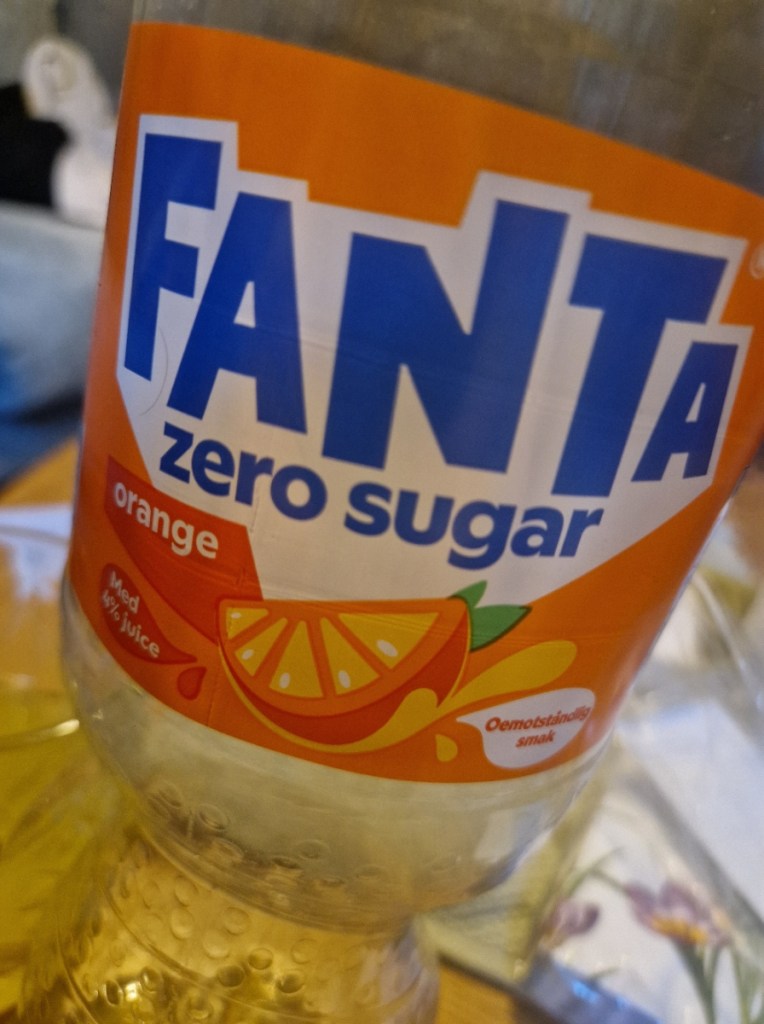 FANTA
zero sugar
orange
Med
4% juice
Oemotståndlig
smak